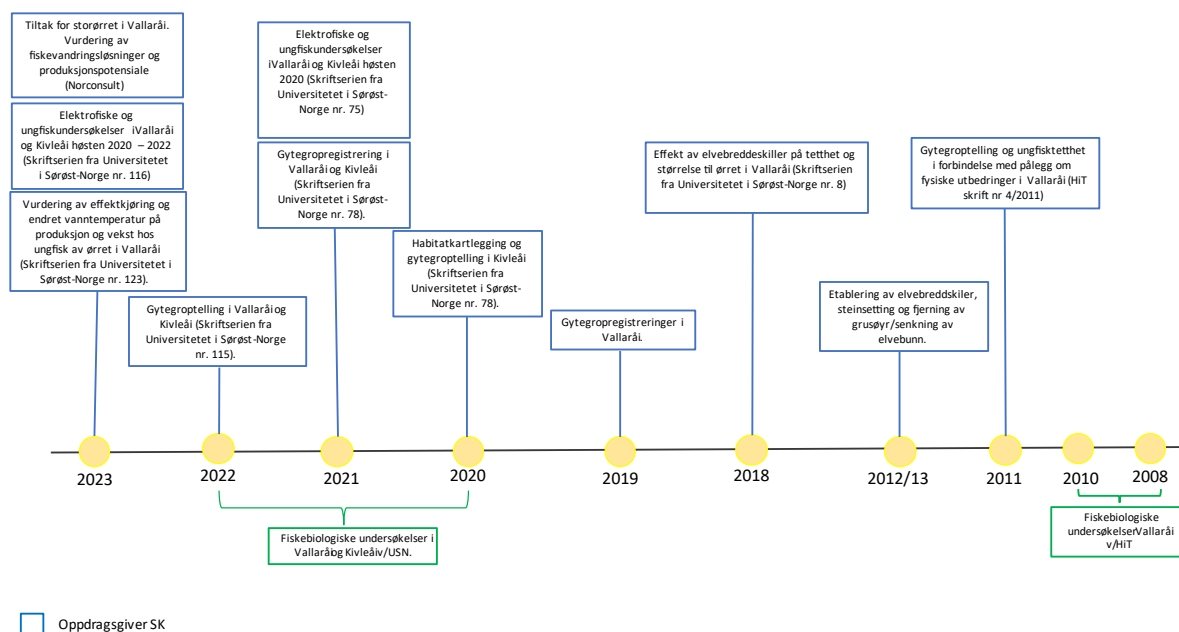 Tiltak for storørret i Vallaråi.
Vurdering av
fiskevandringsløsninger og
produksjonspotensiale
(Norconsult)
Elektrofiske og
ungfiskundersøkelser iVallaråi
og Kivleåi høsten 2020 – 2022
(Skriftserien fra Universitetet
i Sørøst-Norge nr. 116)
Vurdering av effektkjøring og
endret vanntemperatur på
produksjon og vekst hos
ungfisk av ørret i Vallaråi
(Skriftserien fra Universitetet i
Sørøst-Norge nr. 123).
Gytegroptelling i Vallaråi og
Kivleåi (Skriftserien fra
Universitetet i Sørøst-Norge
nr. 115).
Elektrofiske og
ungfiskundersøkelser
iVallaråi og Kivleåi høsten
2020 (Skriftserien fra
Universitetet i Sørøst-
Norge nr. 75)
Gytegropregistrering i
Vallaråi og Kivleåi
(Skriftserien fra
Universitetet i Sørøst-Norge
nr. 78).
Habitatkartlegging og
gytegroptelling i Kivleåi
(Skriftserien fra
Universitetet i Sørøst-Norge
nr. 78).
Gytegropregistreringer i
Vallaråi.
Effekt av elvebreddeskiller på tetthet og
størrelse til ørret i Vallaråi (Skriftserien
fra Universitetet i Sørøst-Norge nr. 8)
Etablering av elvebreddskiler,
steinsetting og fjerning av
grusøyr/senkning av
elvebunn.
Gytegroptelling og ungfisktetthet
i forbindelse med pålegg om
fysiske utbedringer i Vallaråi (HiT
skrift nr 4/2011)
2023
2022
2021
2020
2019
2018
2012/13
2011
2010
2008
Fiskebiologiske undersøkelser i
Vallaråiog Kivleåiv/USN.
Fiskebiologiske
undersøkelserVallaråi
v/HiT
Oppdragsgiver SK